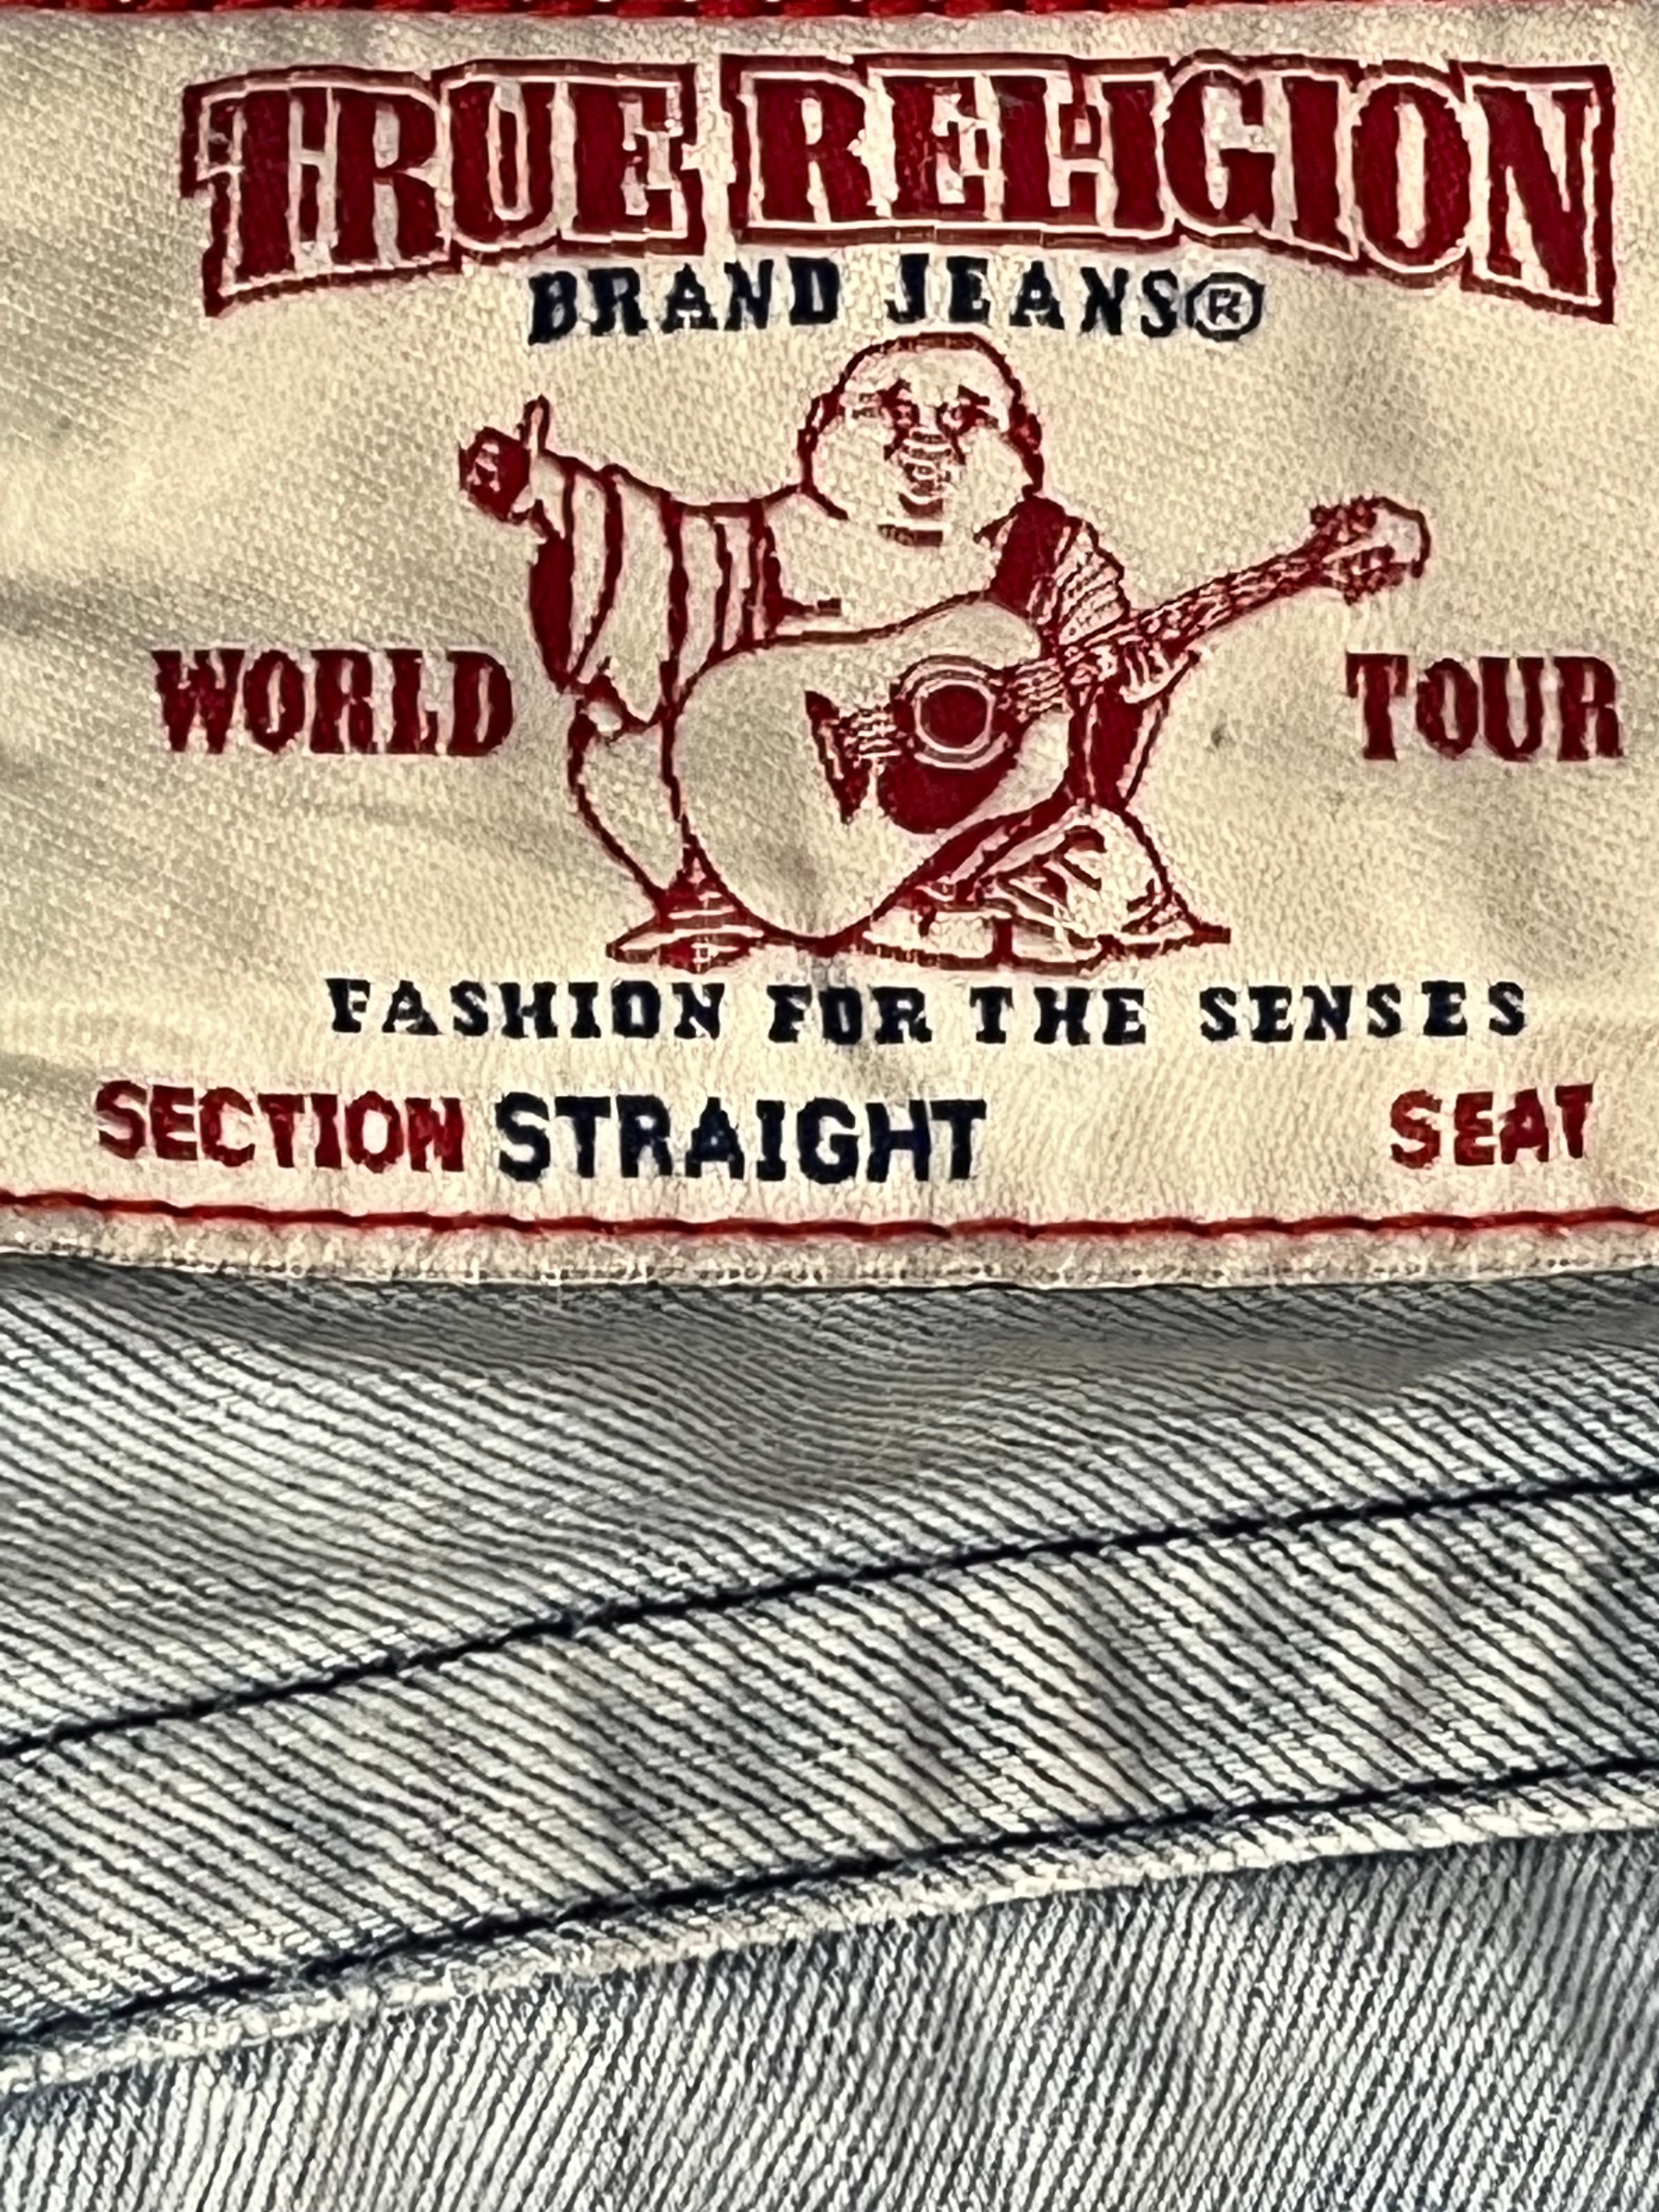 TRUE RELIGION
BRAND JEANS®
WORLD TOUR
FASHION FOR THE SENSES
SECTION STRAIGHT SEAT